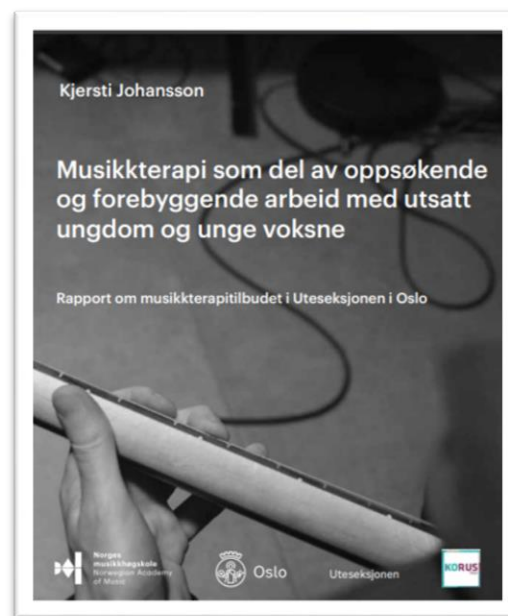 Kjersti Johansson
Musikkterapi som del av oppsøkende
og forebyggende arbeid med utsatt
ungdom og unge voksne
Rapport om musikkterapitilbudet i Uteseksjonen i Oslo
Norges
musikkhøgskole
Norwegian Academy
of Music
Oslo
Uteseksjonen
KORUS